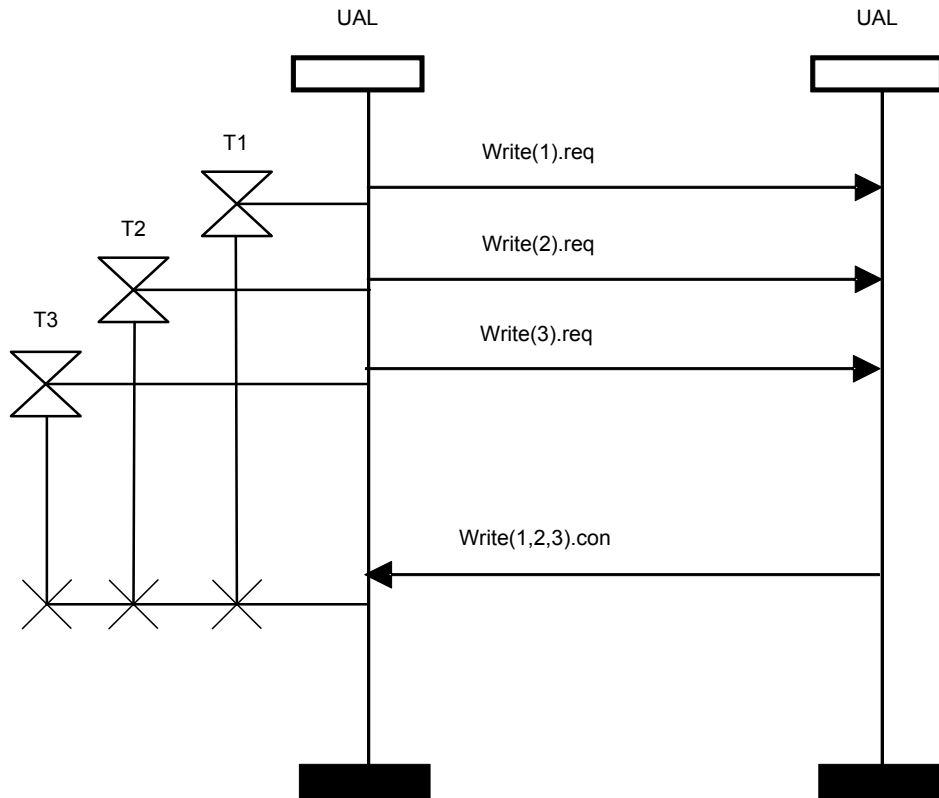 UAL
UAL
T1
Write(1).req
T2
Write(2).req
T3
Write(3).req
Write(1,2,3).con